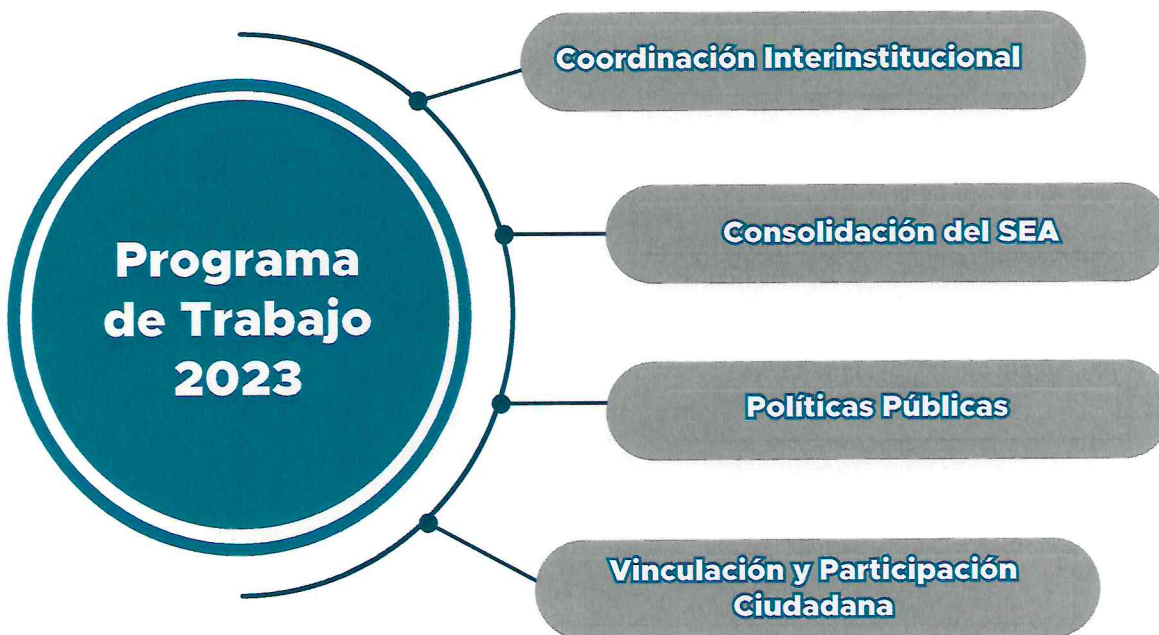 Programa
de Trabajo
2023
Coordinación Interinstitucional
Consolidación del SEA
Políticas Públicas
Vinculación y Participación
Ciudadana